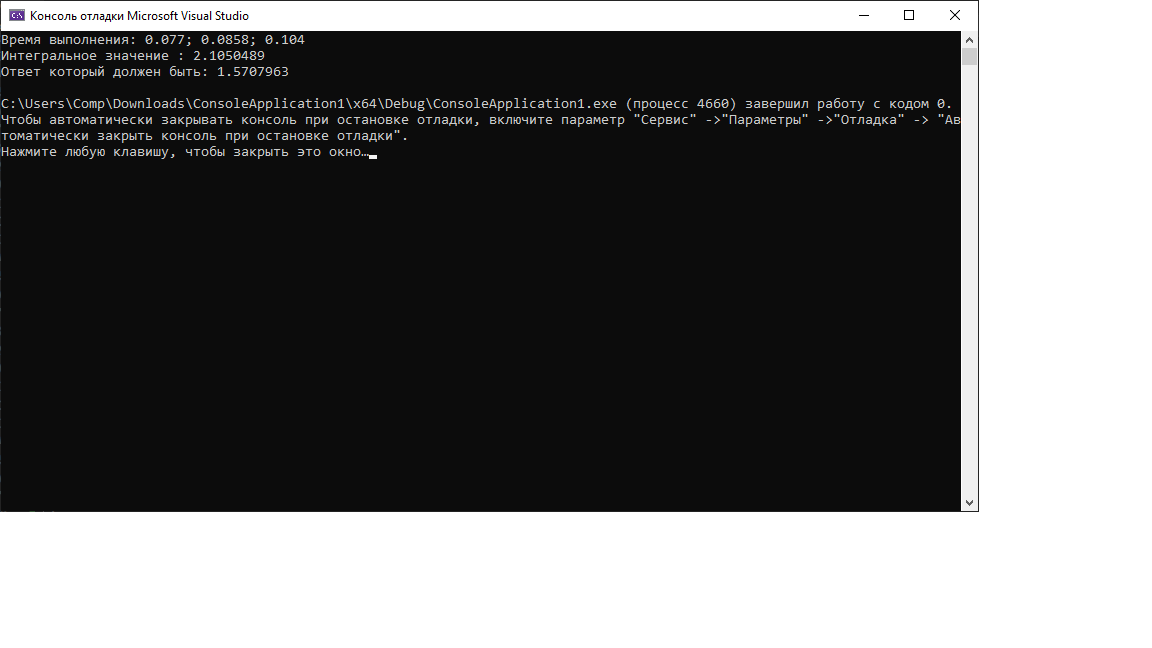 Консоль отладки Microsoft Visual Studio
Время выполнения: 0.077; 0.0858; 0.104
Интегральное значение : 2.1050489
Ответ который должен быть: 1.5707963
C:\Users\Comp\Downloads\ConsoleApplication1\x64\Debug\ConsoleApplication1.exe (процесс 4660) завершил работу с кодом 0.
Чтобы автоматически закрывать консоль при остановке отладки, включите параметр "Сервис" ->"Параметры" ->"Отладка" -> "Ав
томатически закрыть консоль при остановке отладки".
Нажмите любую клавишу, чтобы закрыть это окно…